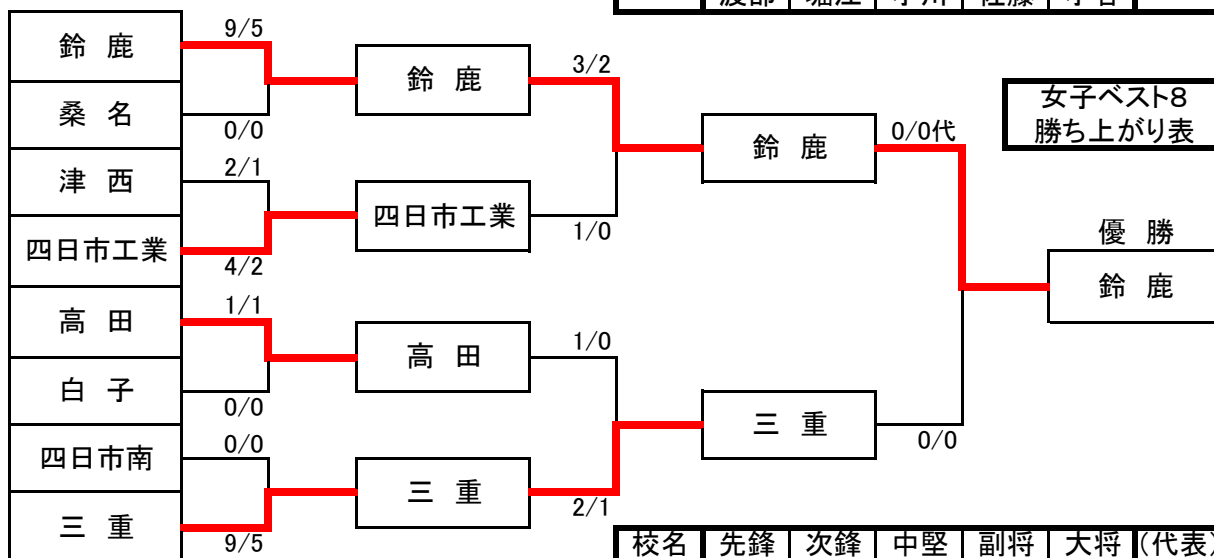 渡部 堀江 小川 佐藤 水谷
鈴鹿 9/5
桑名 0/0
津西 2/1
四日市工業 4/2
高田 1/1
白子 0/0
四日市南 0/0
三重 9/5
鈴鹿 3/2
四日市工業 1/0
高田 1/0
三重 2/1
鈴鹿 0/0代
三重 0/0
女子ベスト8
勝ち上がり表
優勝
鈴鹿
校名 先鋒 次鋒 中堅 副将 大将 (代表)